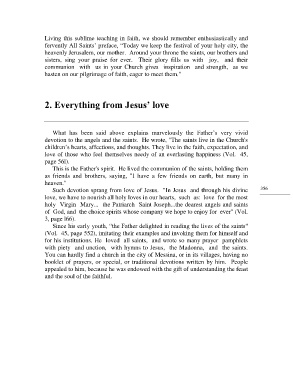 Living this sublime teaching in faith, we should remember enthusiastically and
fervently All Saints' preface, "Today we keep the festival of your holy city, the
heavenly Jerusalem, our mother. Around your throne the saints, our brothers and
sisters, sing your praise for ever. Their glory fills us with joy, and their
communion with us in your Church gives inspiration and strength, as we
hasten on our pilgrimage of faith, eager to meet them."
2. Everything from Jesus' love
What has been said above explains marvelously the Father's very vivid
devotion to the angels and the saints. He wrote, "The saints live in the Church's
children's hearts, affections, and thoughts. They live in the faith, expectation, and
love of those who feel themselves needy of an everlasting happiness (Vol. 45,
page 561).
This is the Father's spirit. He lived the communion of the saints, holding them
as friends and brothers, saying, "I have a few friends on earth, but many in
heaven."
Such devotion sprang from love of Jesus. "In Jesus and through his divine
love, we have to nourish all holy loves in our hearts, such as: love for the most
holy Virgin Mary... the Patriarch Saint Joseph...the dearest angels and saints
of God, and the choice spirits whose company we hope to enjoy for ever" (Vol.
3, page 166).
Since his early youth, "the Father delighted in reading the lives of the saints"
(Vol. 45, page 552), imitating their examples and invoking them for himself and
for his institutions. He loved all saints, and wrote so many prayer pamphlets
with piety and unction, with hymns to Jesus, the Madonna, and the saints.
You can hardly find a church in the city of Messina, or in its villages, having no
booklet of prayers, or special, or traditional devotions written by him. People
appealed to him, because he was endowed with the gift of understanding the feast
and the soul of the faithful.